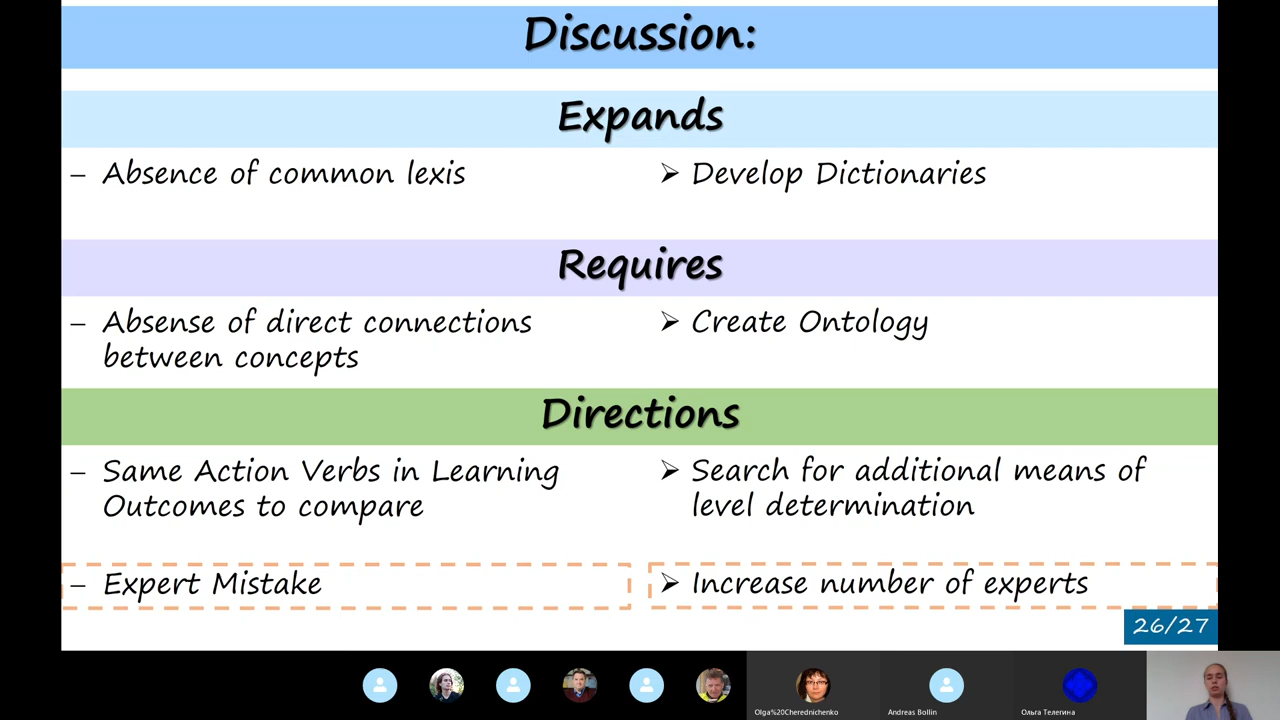 Discussion:
Expands
– Absence of common lexis
➢ Develop Dictionaries
Requires
– Absense of direct connections
between concepts
➢ Create Ontology
Directions
– Same Action Verbs in Learning
Outcomes to compare
➢ Search for additional means of
level determination
– Expert Mistake
➢ Increase number of experts
26/27
Olga%20Cherednichenko
Andreas Bollin
Ольга Телегина